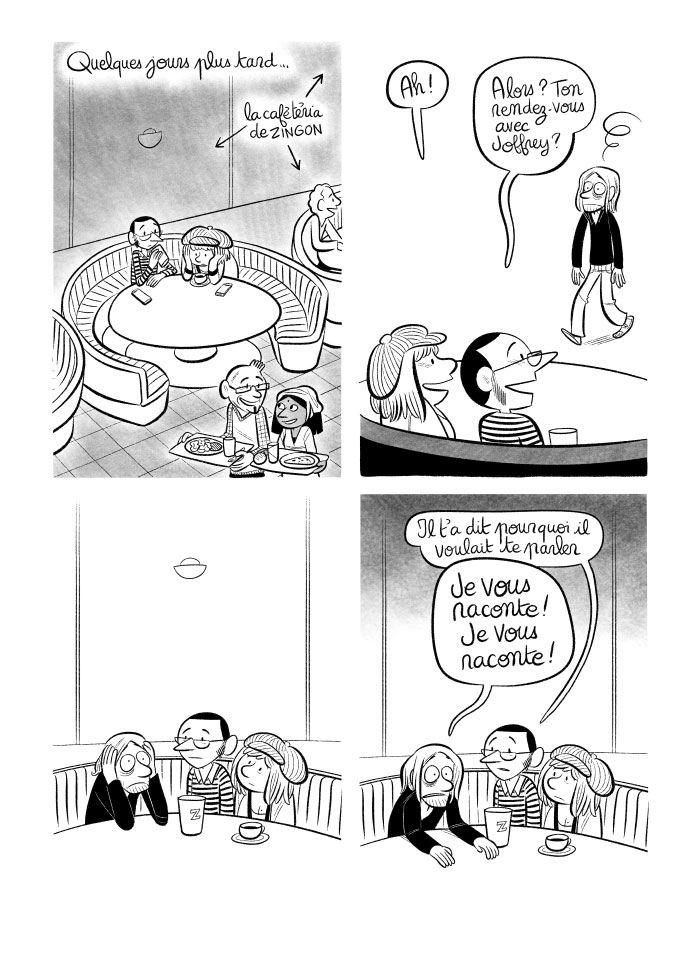 Quelques jours plus tard...
la cafétéria
de ZINGON
Ah !
Alors ? Ton
rendez-vous
avec
Joffrey ?
Z
Il t'a dit pourquoi il
voulait te parler
Je vous
raconte !
Je vous
raconte !
Z